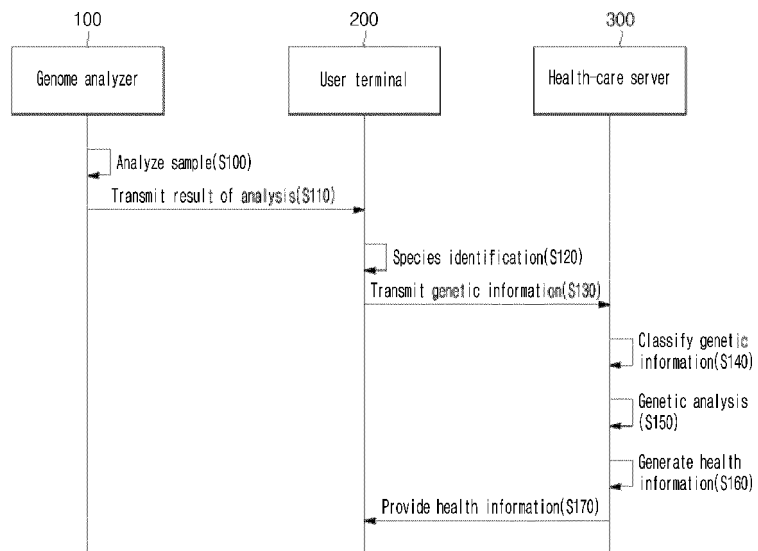 100
200
300
Genome analyzer
User terminal
Health-care server
Analyze sample(S100)
Transmit result of analysis(S110)
Species identification(S120)
Transmit genetic information(S130)
Classify genetic
information(S140)
Genetic analysis
(S150)
Generate health
information(S160)
Provide health information(S170)